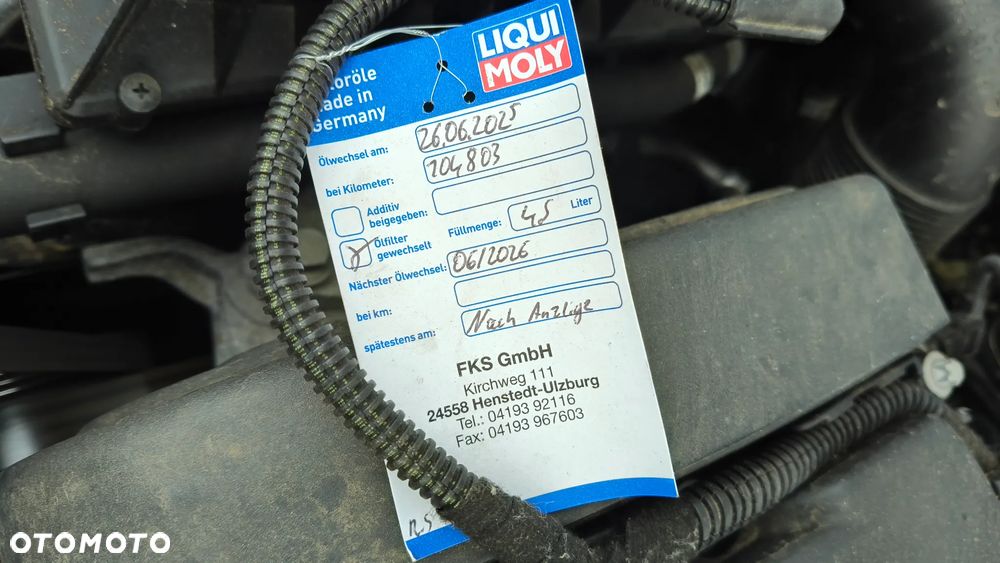 LIQUI
MOLY
oröle
ade in
Germany
Ölwechsel am: 26.06.2025
bei Kilometer: 104803
Additiv
beigegeben:
Ölfilter
gewechselt
Füllmenge: 4,5 Liter
Nächster Ölwechsel: 06/2026
bei km:
spätestens am: Nach Anzeige
FKS GmbH
Kirchweg 111
24558 Henstedt-Ulzburg
Tel.: 04193 92116
Fax: 04193 967603
OTOMOTO